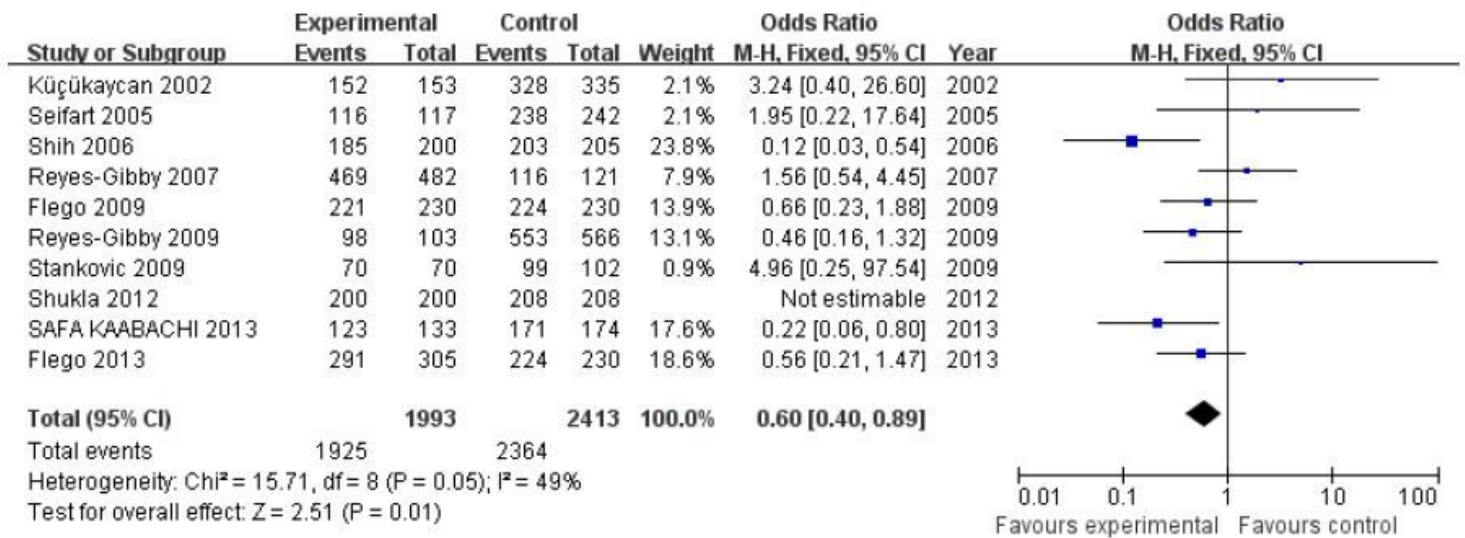 Experimental Control Odds Ratio Odds Ratio
Study or Subgroup Events Total Events Total Weight M-H, Fixed, 95% CI Year M-H, Fixed, 95% CI
Küçükaycan 2002 152 153 328 335 2.1% 3.24 [0.40, 26.60] 2002
Seifart 2005 116 117 238 242 2.1% 1.95 [0.22, 17.64] 2005
Shih 2006 185 200 203 205 23.8% 0.12 [0.03, 0.54] 2006
Reyes-Gibby 2007 469 482 116 121 7.9% 1.56 [0.54, 4.45] 2007
Flego 2009 221 230 224 230 13.9% 0.66 [0.23, 1.88] 2009
Reyes-Gibby 2009 98 103 553 566 13.1% 0.46 [0.16, 1.32] 2009
Stankovic 2009 70 70 99 102 0.9% 4.96 [0.25, 97.54] 2009
Shukla 2012 200 200 208 208 Not estimable 2012
SAFA KAABACHI 2013 123 133 171 174 17.6% 0.22 [0.06, 0.80] 2013
Flego 2013 291 305 224 230 18.6% 0.56 [0.21, 1.47] 2013
Total (95% CI) 1993 2413 100.0% 0.60 [0.40, 0.89]
Total events 1925 2364
Heterogeneity: Chi² = 15.71, df = 8 (P = 0.05); I² = 49%
Test for overall effect: Z = 2.51 (P = 0.01)
0.01 0.1 1 10 100
Favours experimental Favours control